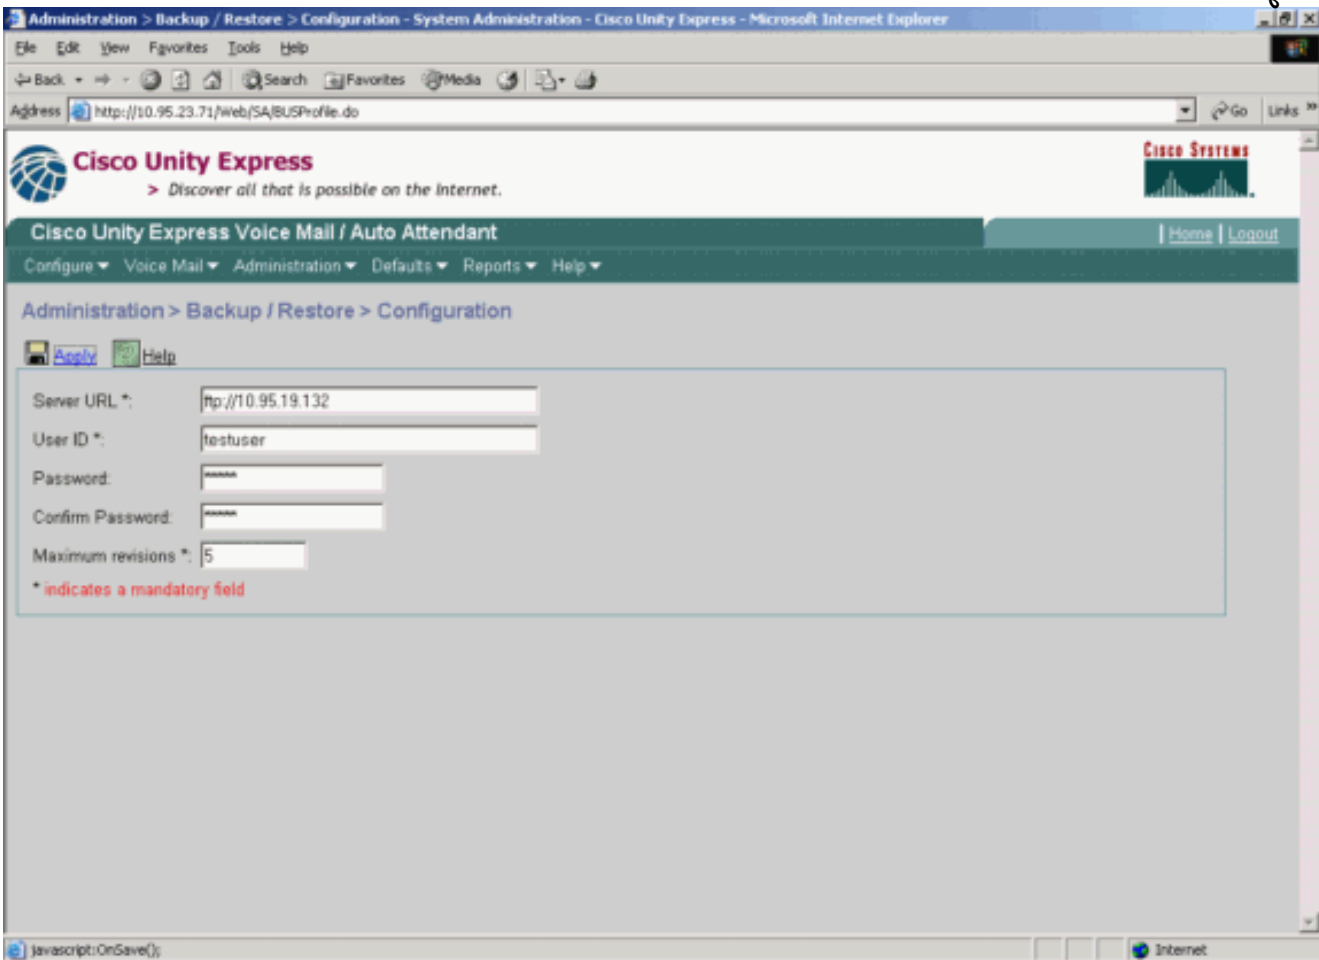 Administration > Backup / Restore > Configuration - System Administration - Cisco Unity Express - Microsoft Internet Explorer
File Edit View Favorites Tools Help
Back Search Favorites Media
Address http://10.95.23.71/Web/SA/BUSProfile.do Go Links »
Cisco Unity Express
> Discover all that is possible on the Internet.
CISCO SYSTEMS
Cisco Unity Express Voice Mail / Auto Attendant | Home | Logout
Configure Voice Mail Administration Defaults Reports Help
Administration > Backup / Restore > Configuration
Apply Help
Server URL *: ftp://10.95.19.132
User ID *: testuser
Password: *****
Confirm Password: *****
Maximum revisions *: 5
* indicates a mandatory field
javascript:OnSave(); Internet